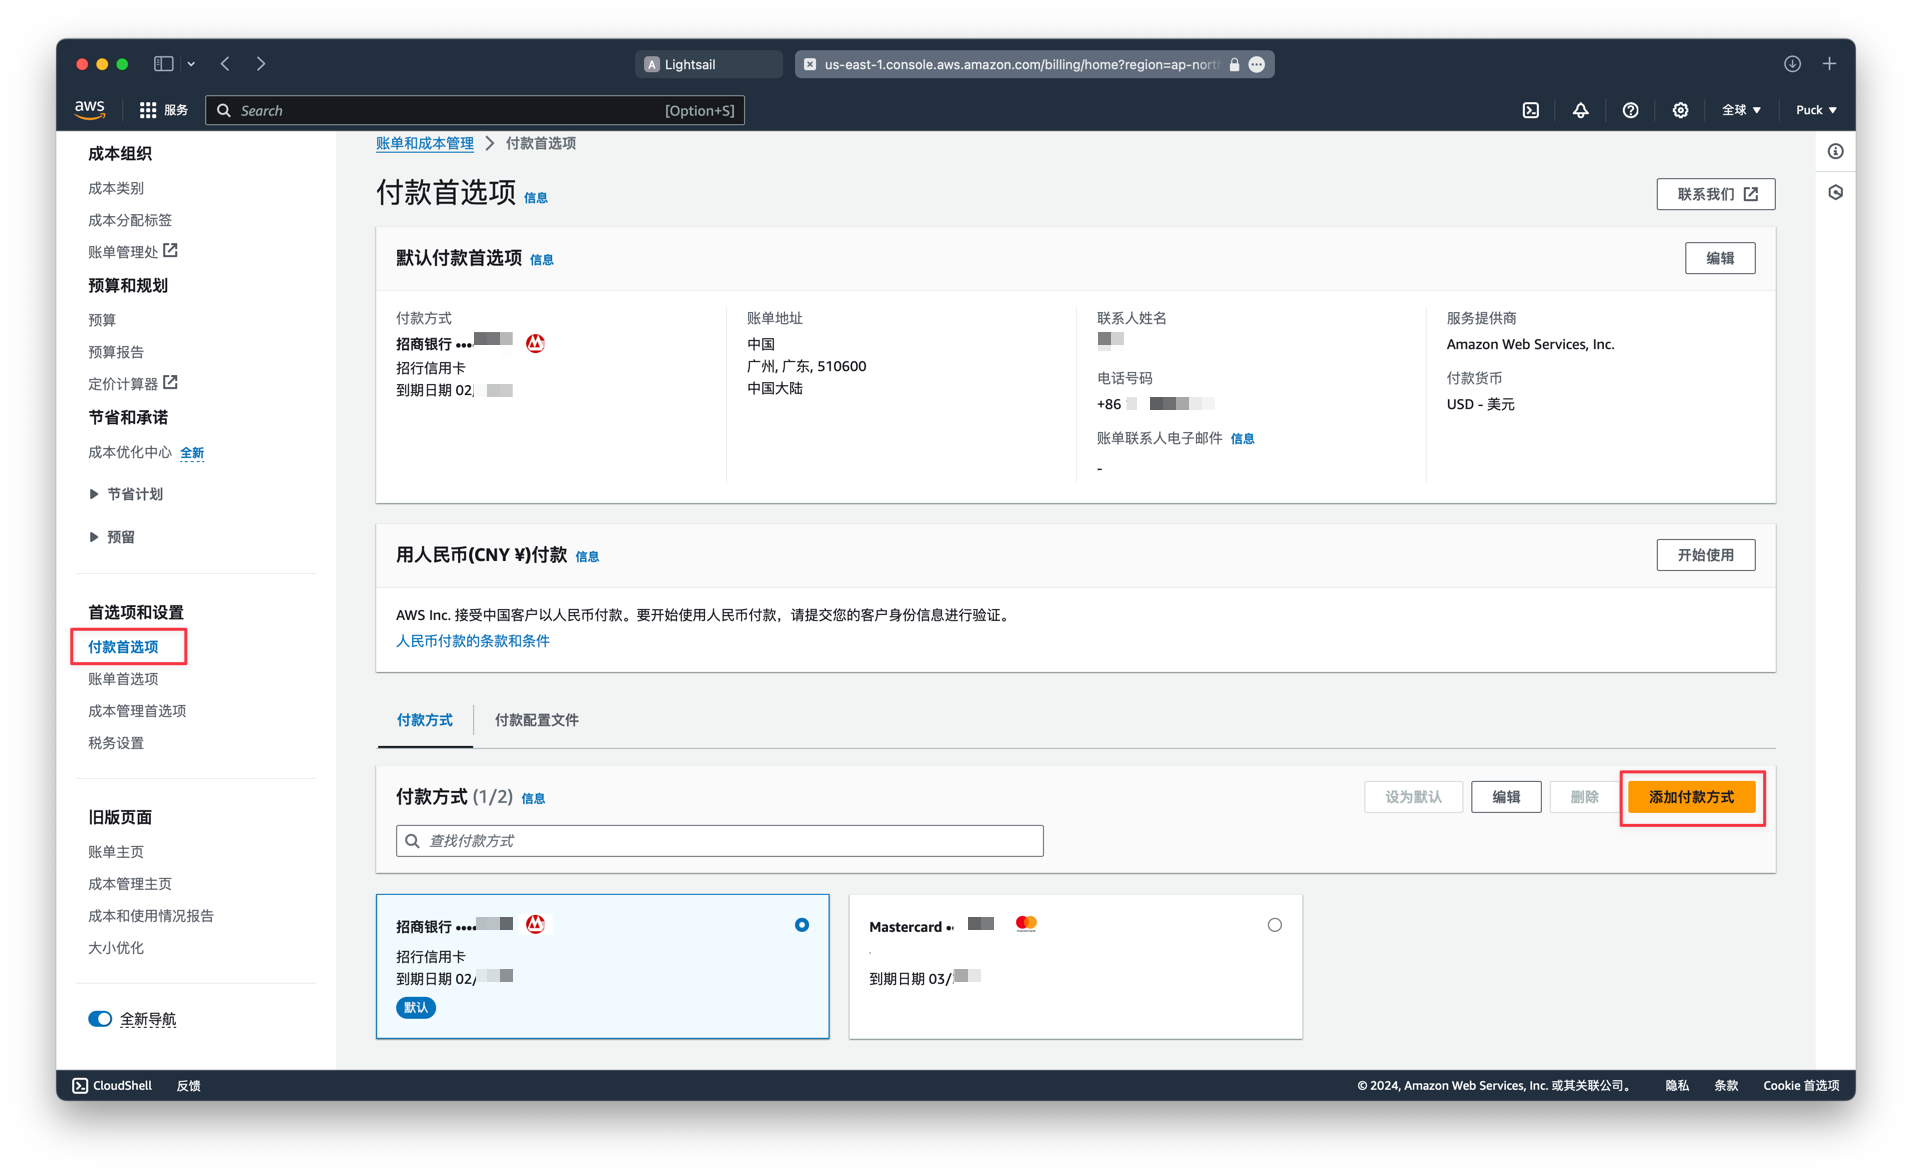 Lightsail
us-east-1.console.aws.amazon.com/billing/home?region=ap-nort
aws
服务
Search
[Option+S]
全球
Puck
成本组织
成本类别
成本分配标签
账单管理处
预算和规划
预算
预算报告
定价计算器
节省和承诺
成本优化中心 全新
节省计划
预留
首选项和设置
付款首选项
账单首选项
成本管理首选项
税务设置
旧版页面
账单主页
成本管理主页
成本和使用情况报告
大小优化
全新导航
账单和成本管理 > 付款首选项
付款首选项 信息
联系我们
默认付款首选项 信息
编辑
付款方式
招商银行 •••
招行信用卡
到期日期 02/
账单地址
中国
广州, 广东, 510600
中国大陆
联系人姓名
电话号码
+86
账单联系人电子邮件 信息
-
服务提供商
Amazon Web Services, Inc.
付款货币
USD - 美元
用人民币(CNY ¥)付款 信息
开始使用
AWS Inc. 接受中国客户以人民币付款。要开始使用人民币付款，请提交您的客户身份信息进行验证。
人民币付款的条款和条件
付款方式
付款配置文件
付款方式 (1/2) 信息
设为默认
编辑
删除
添加付款方式
查找付款方式
招商银行 ••••
招行信用卡
到期日期 02/
默认
Mastercard ••
到期日期 03/
CloudShell
反馈
© 2024, Amazon Web Services, Inc. 或其关联公司。
隐私
条款
Cookie 首选项